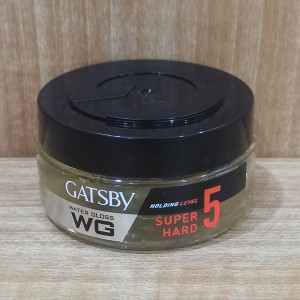 GATSBY
WATER GLOSS
WG
HOLDING LEVEL
5
SUPER
HARD